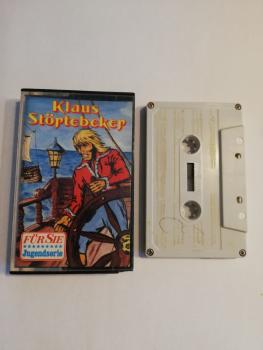 Klaus
Störtebeker
FÜR SIE
Jugendserie